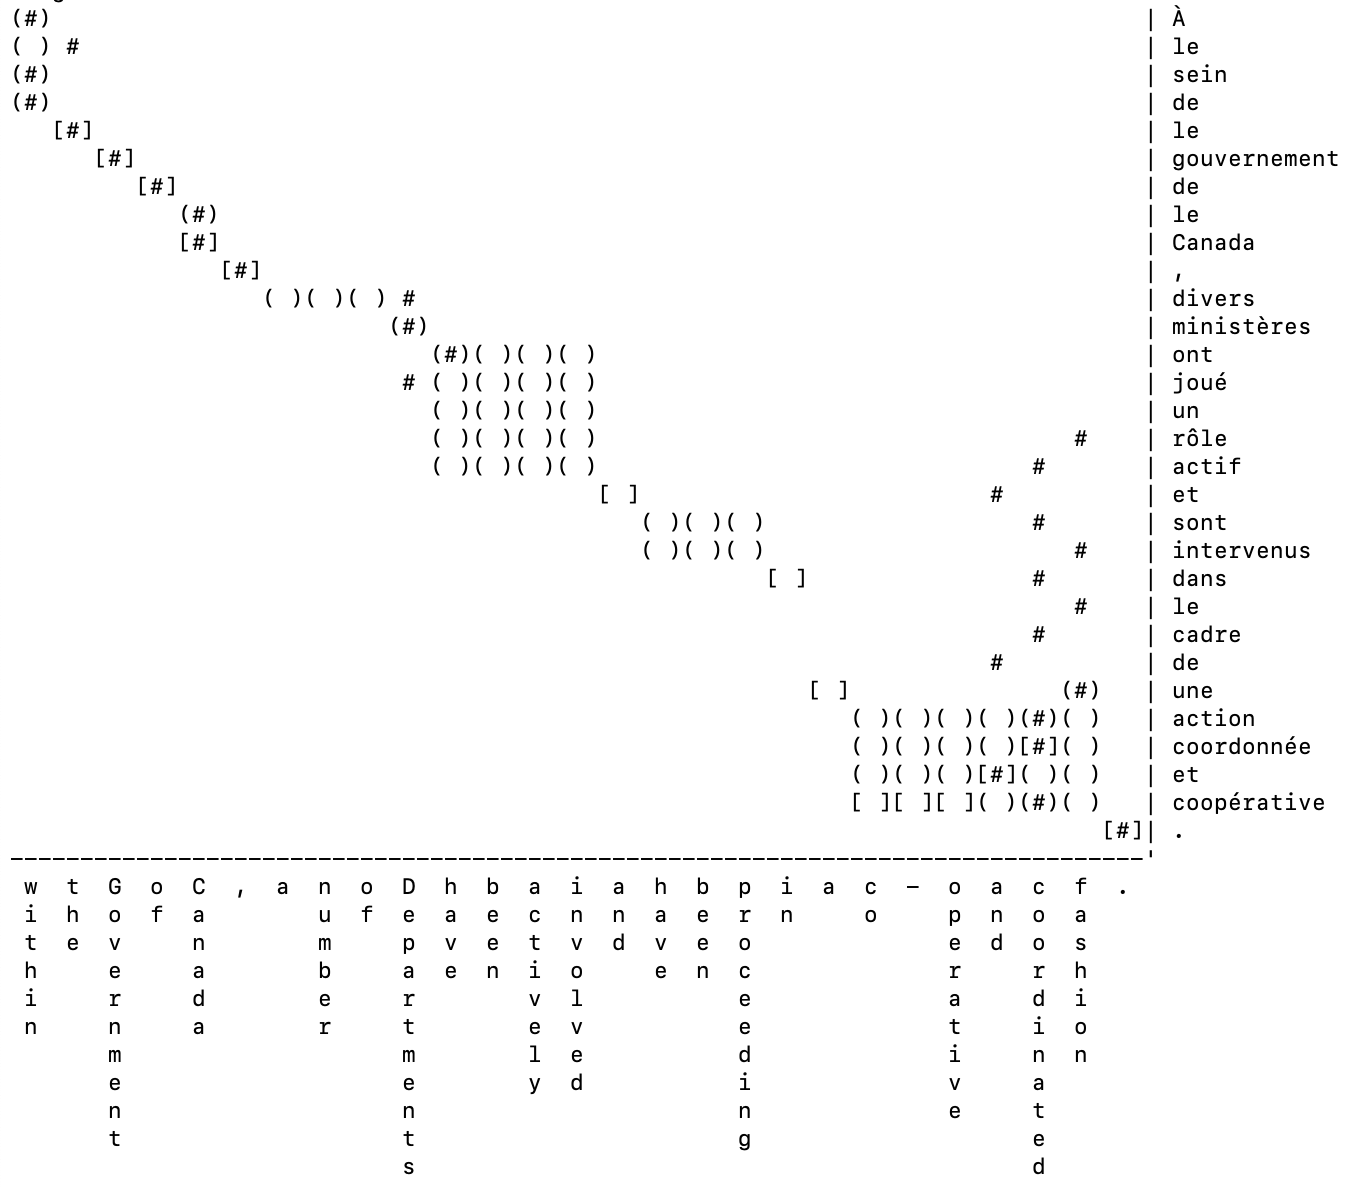 (#) | À
( ) # | le
(#) | sein
(#) | de
[#] | le
[#] | gouvernement
[#] | de
(#) | le
[#] | Canada
[#] | ,
( )( )( ) # | divers
(#) | ministères
(#)( )( )( ) | ont
# ( )( )( )( ) | joué
( )( )( )( ) | un
( )( )( )( ) # | rôle
( )( )( )( ) # | actif
[ ] # | et
( )( )( ) # | sont
( )( )( ) # | intervenus
[ ] # | dans
# | le
# | cadre
# | de
[ ] (#) | une
( )( )( )( )(#)( ) | action
( )( )( )( )[#]( ) | coordonnée
( )( )( )[#]( )( ) | et
[ ][ ][ ]( )(#)( ) | coopérative
[#]| .
within
the
Government
of
Canada
,
a
number
of
Departments
have
been
actively
involved
and
have
been
proceeding
in
a
co
-
operative
and
coordinated
fashion
.